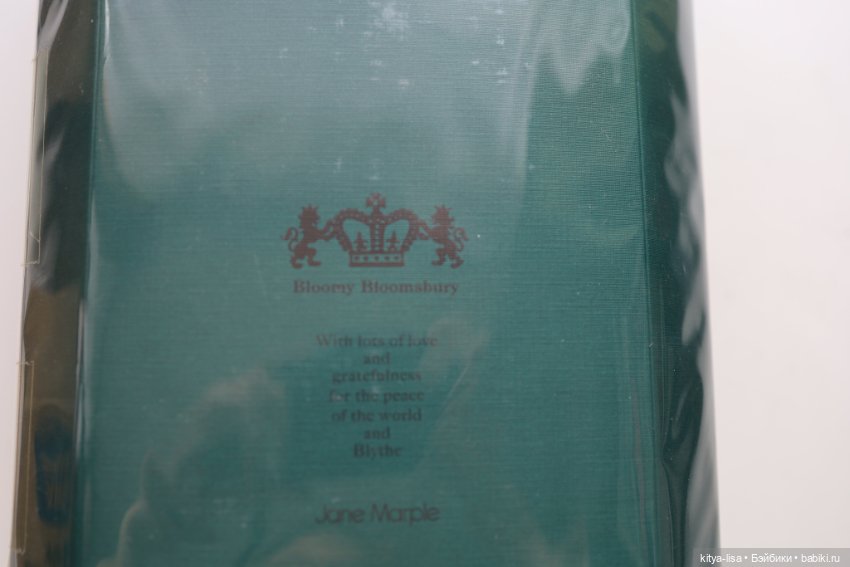 Bloomy Bloomsbury
With lots of love
and
gratefulness
for the peace
of the world
and
Blythe
Jane Marple
kitya-lisa • Бэйбики • babiki.ru